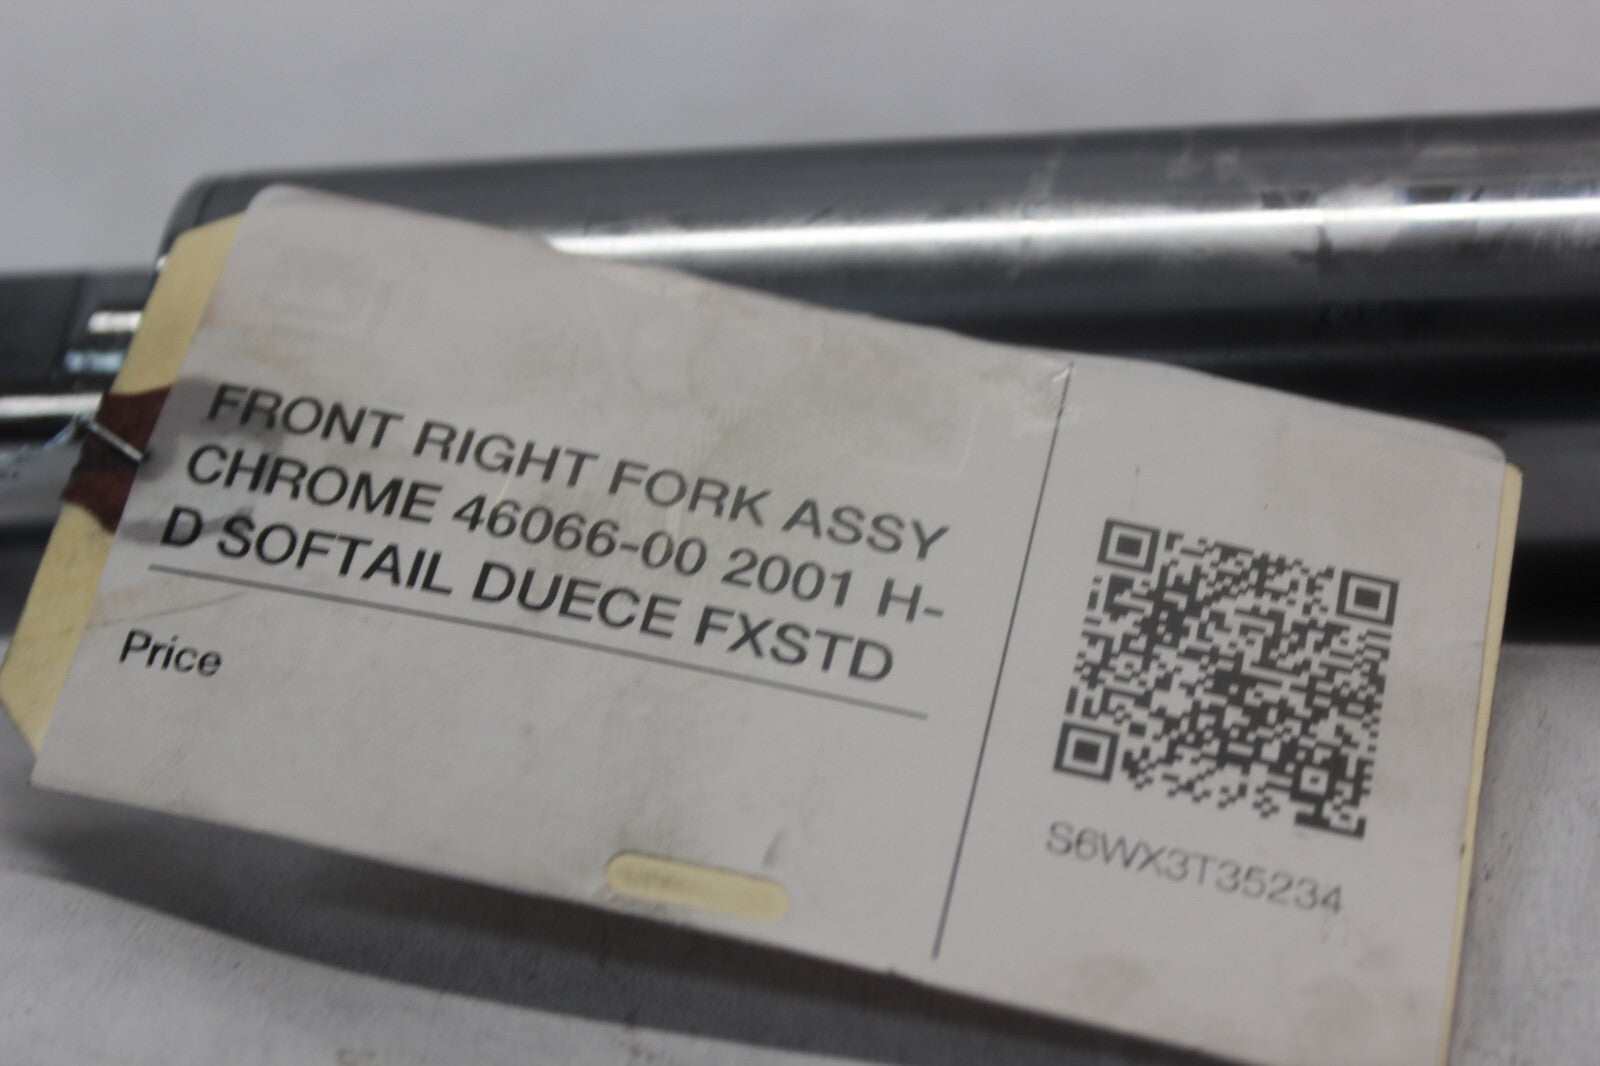 FRONT RIGHT FORK ASSY
CHROME 46066-00 2001 H-
D SOFTAIL DUECE FXSTD
Price
S6WX3T35234